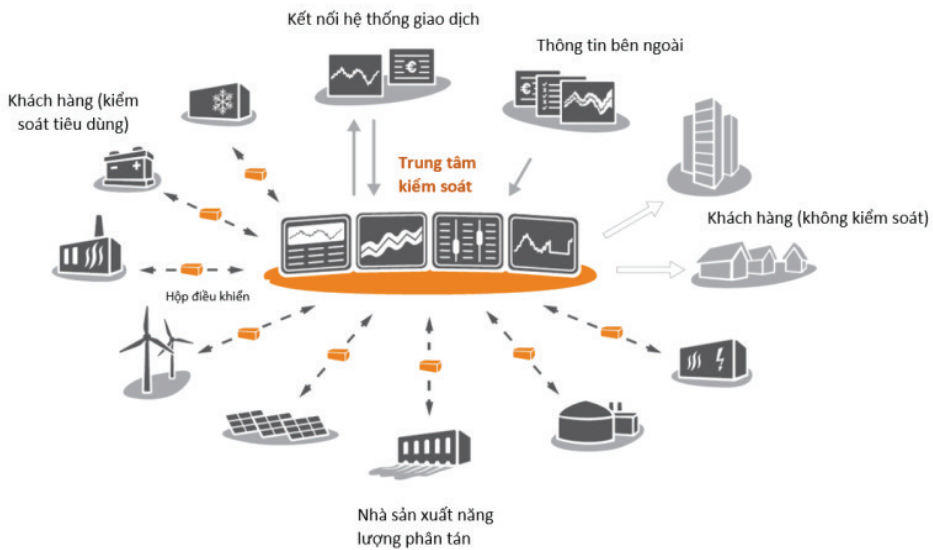 Kết nối hệ thống giao dịch
Thông tin bên ngoài
Khách hàng (kiểm
soát tiêu dùng)
Trung tâm
kiểm soát
Khách hàng (không kiểm soát)
Hộp điều khiển
Nhà sản xuất năng
lượng phân tán